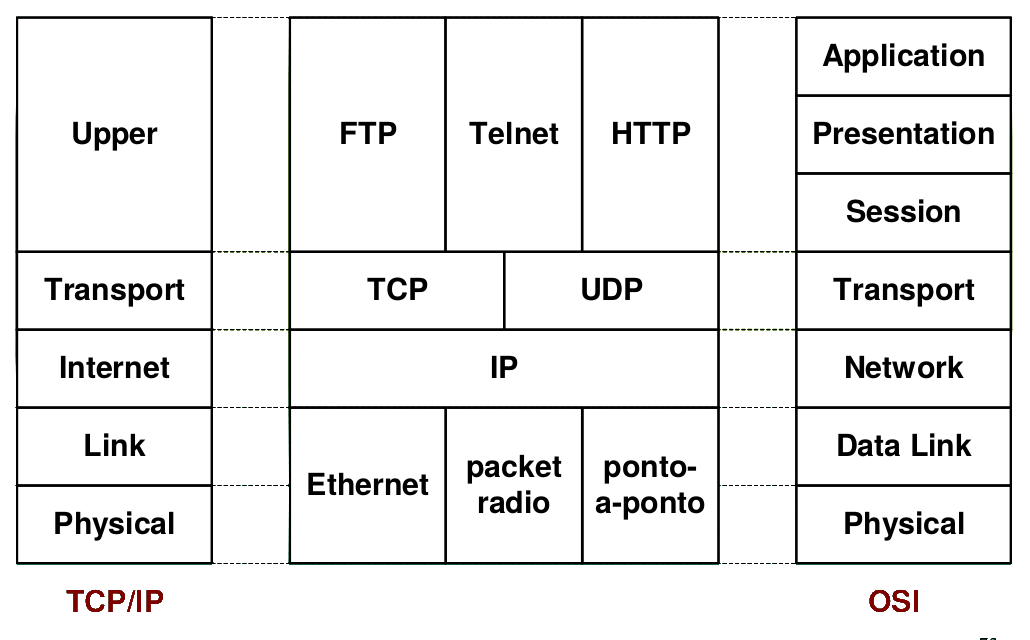 Application
Upper FTP Telnet HTTP Presentation
Session
Transport TCP UDP Transport
Internet IP Network
Link Data Link
Ethernet packet radio ponto-a-ponto
Physical Physical
TCP/IP OSI